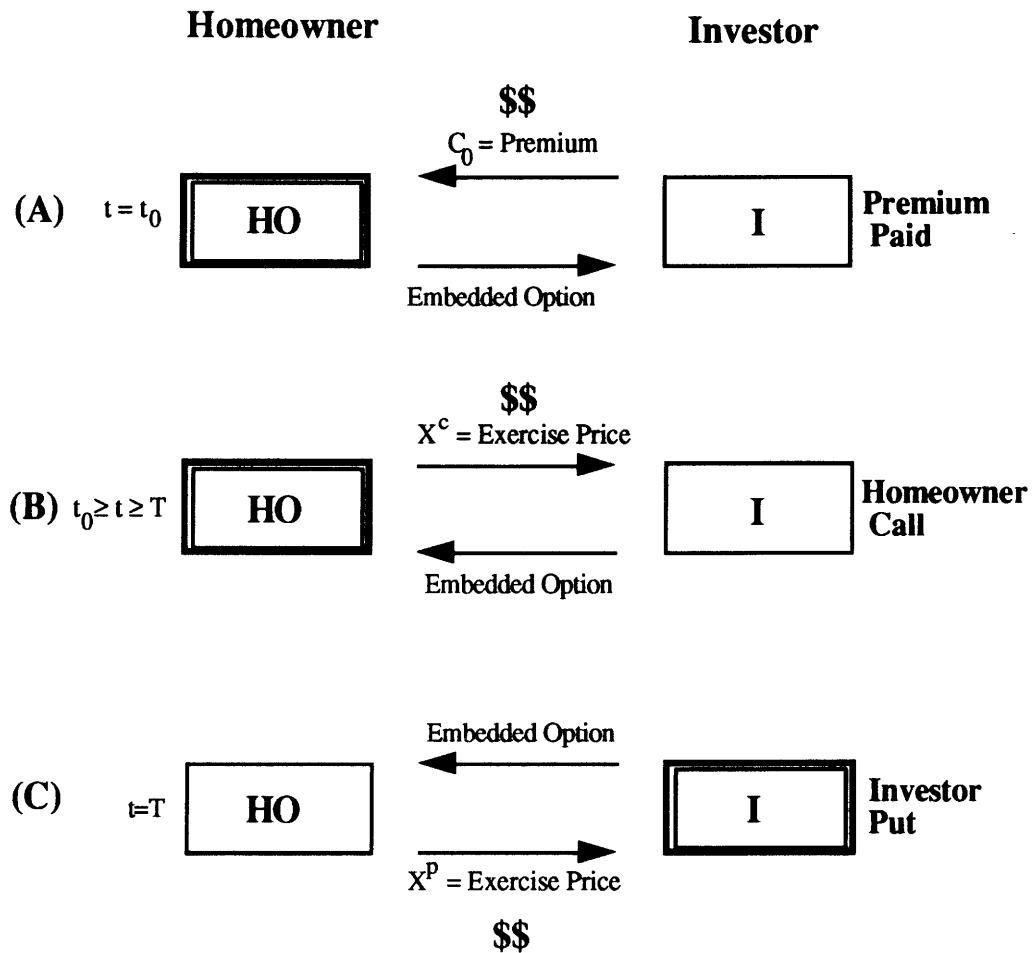 Homeowner Investor
$$
C₀ = Premium
(A) t = t₀ HO I Premium Paid
Embedded Option
$$
Xᶜ = Exercise Price
(B) t₀ ≥ t ≥ T HO I Homeowner Call
Embedded Option
Embedded Option
(C) t=T HO I Investor Put
Xᵖ = Exercise Price
$$